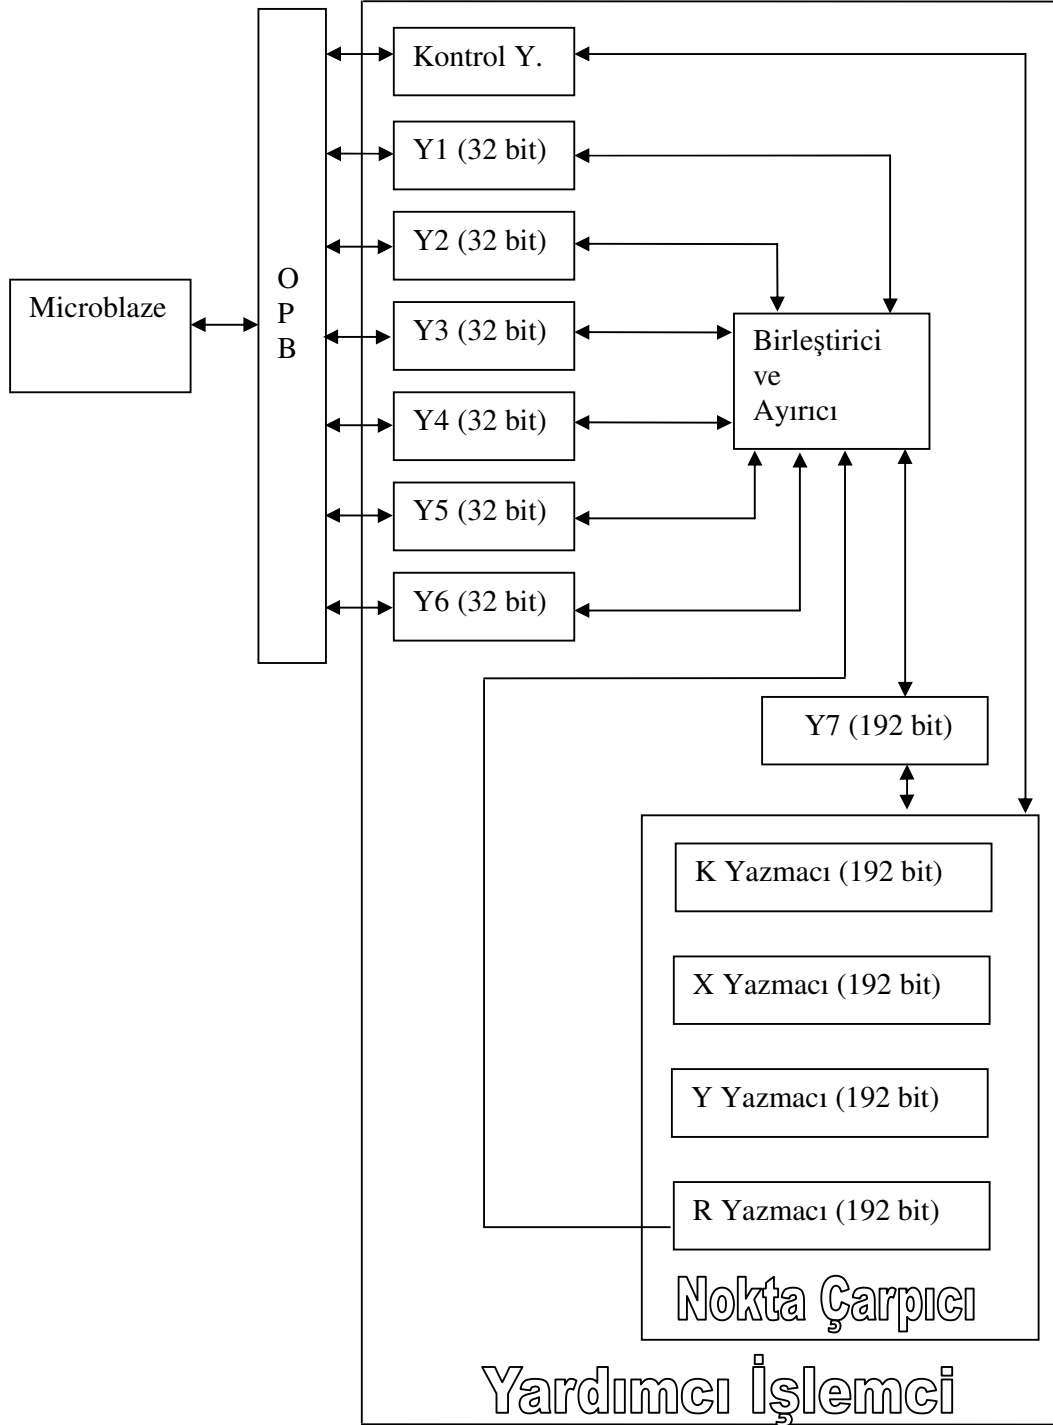 Kontrol Y.
Y1 (32 bit)
Y2 (32 bit)
O
P
B
Microblaze
Y3 (32 bit)
Birleştirici
ve
Ayırıcı
Y4 (32 bit)
Y5 (32 bit)
Y6 (32 bit)
Y7 (192 bit)
K Yazmacı (192 bit)
X Yazmacı (192 bit)
Y Yazmacı (192 bit)
R Yazmacı (192 bit)
Nokta Çarpıcı
Yardımcı İşlemci